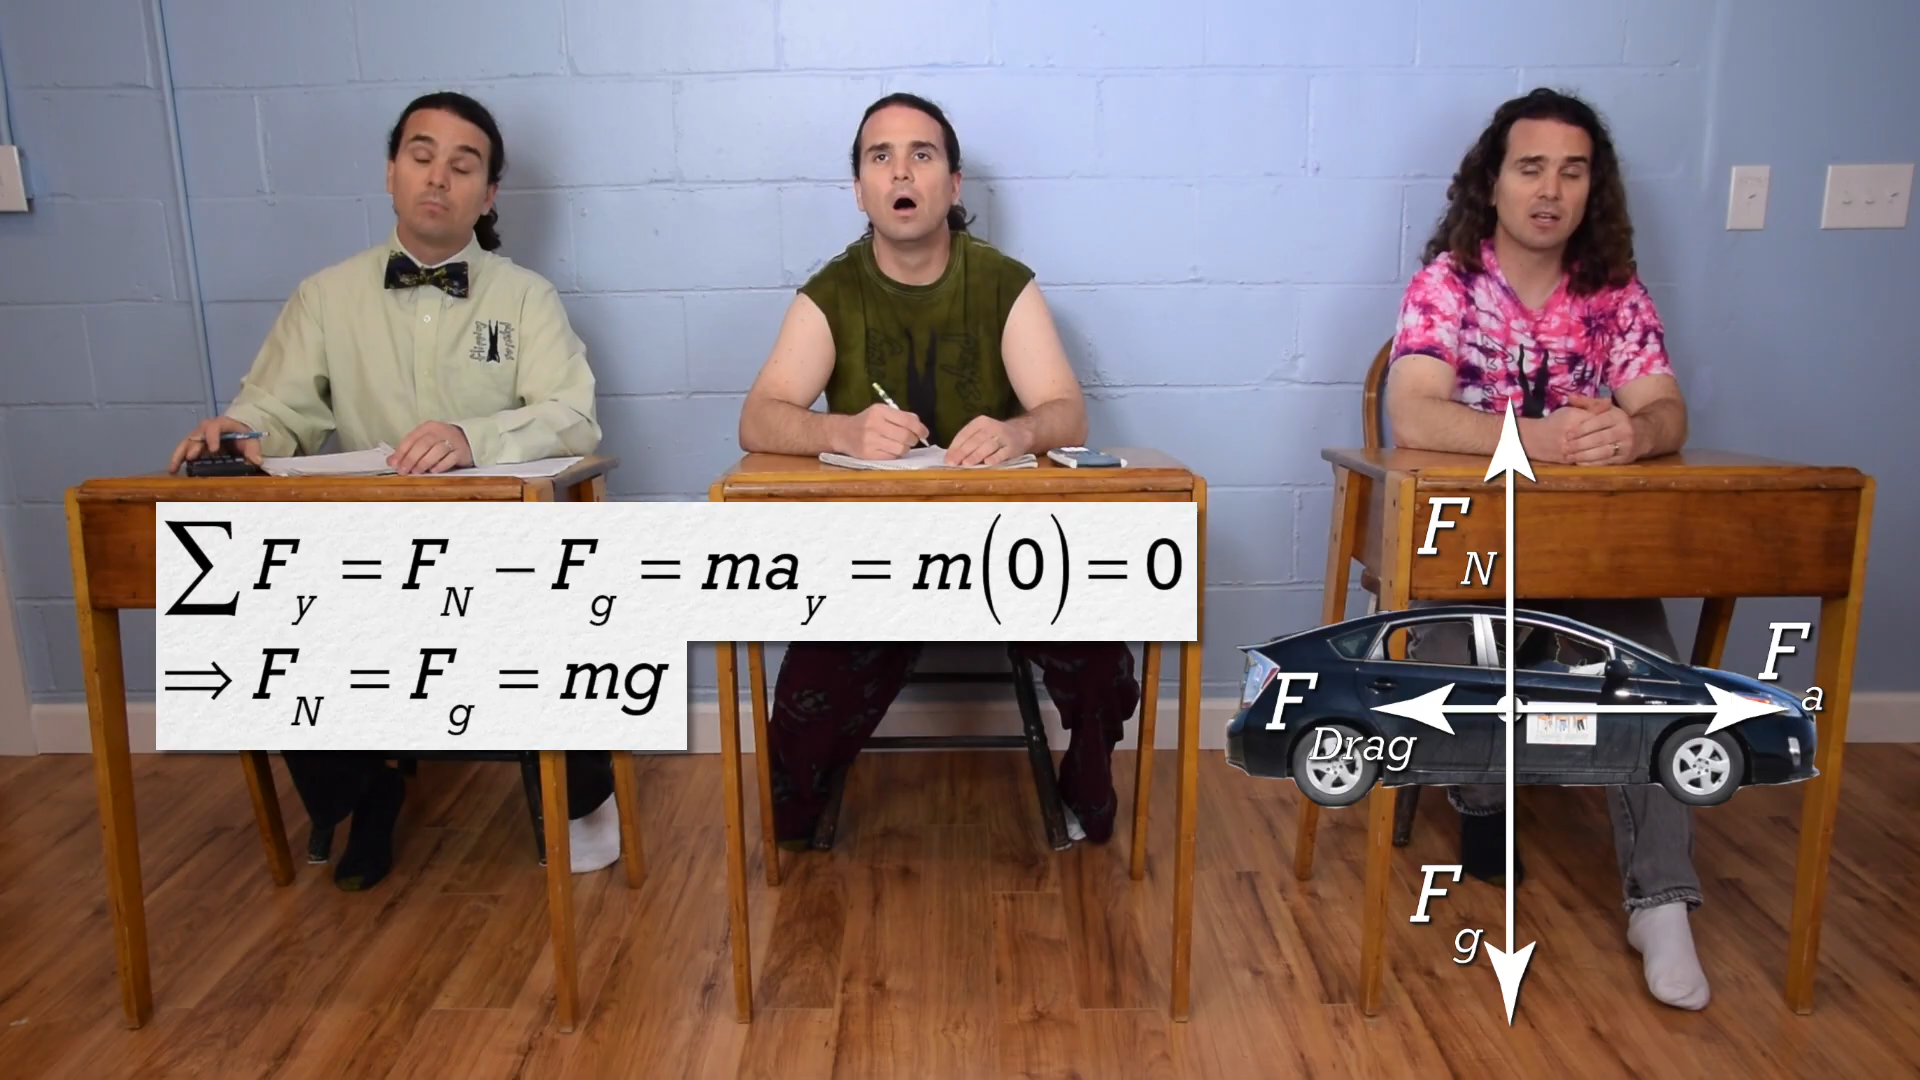 ∑F_y = F_N − F_g = ma_y = m(0) = 0
⇒ F_N = F_g = mg
F_N
F_a
F_Drag
F_g